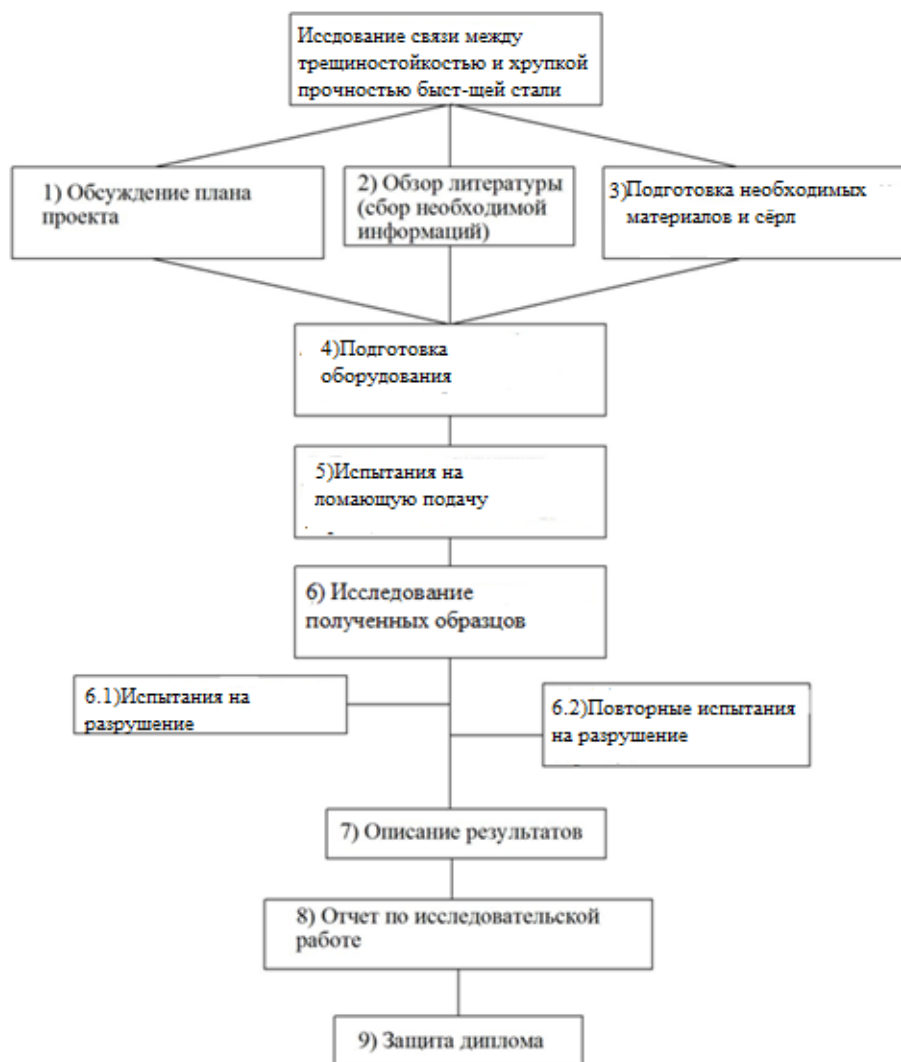 Иссдование связи между
трещиностойкостью и хрупкой
прочностью быст-щей стали
1) Обсуждение плана
проекта
2) Обзор литературы
(сбор необходимой
информаций)
3)Подготовка необходимых
материалов и сёрл
4)Подготовка
оборудования
5)Испытания на
ломающую подачу
6) Исследование
полученных образцов
6.1)Испытания на
разрушение
6.2)Повторные испытания
на разрушение
7) Описание результатов
8) Отчет по исследовательской
работе
9) Защита диплома